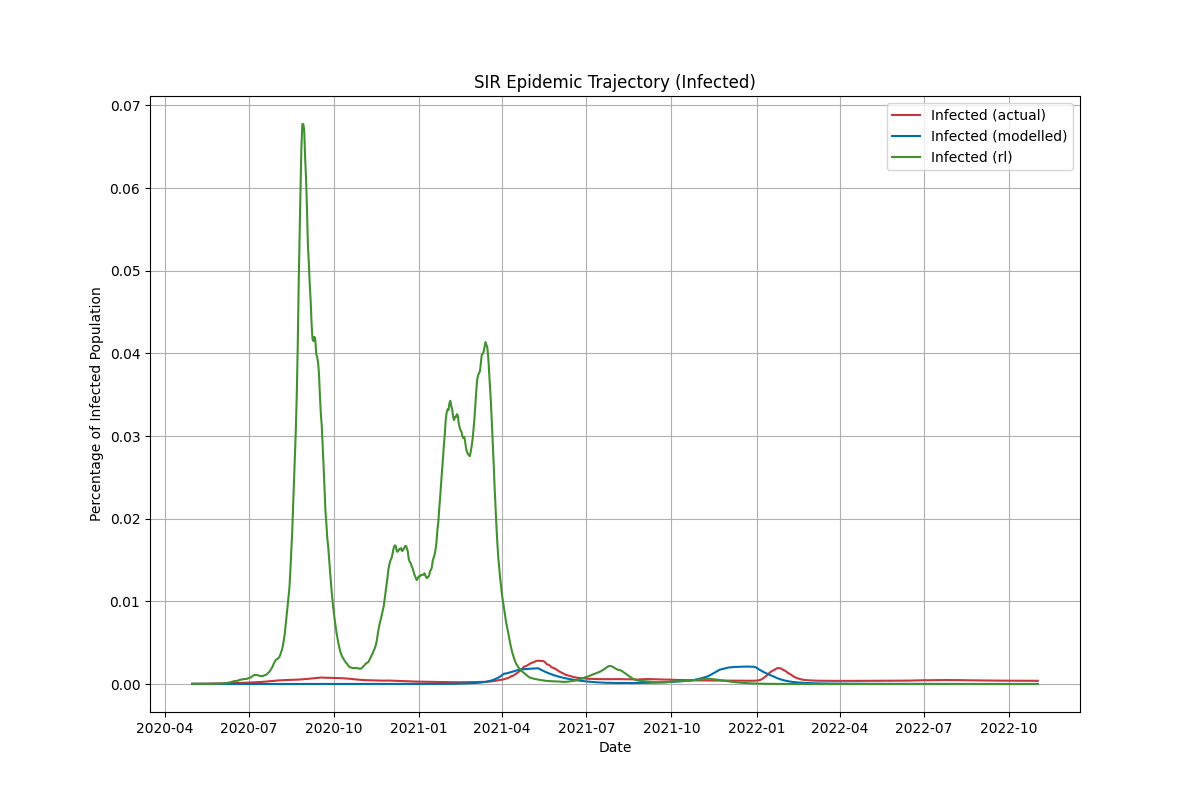 SIR Epidemic Trajectory (Infected)
Infected (actual)
Infected (modelled)
Infected (rl)
Percentage of Infected Population
0.07
0.06
0.05
0.04
0.03
0.02
0.01
0.00
2020-04 2020-07 2020-10 2021-01 2021-04 2021-07 2021-10 2022-01 2022-04 2022-07 2022-10
Date